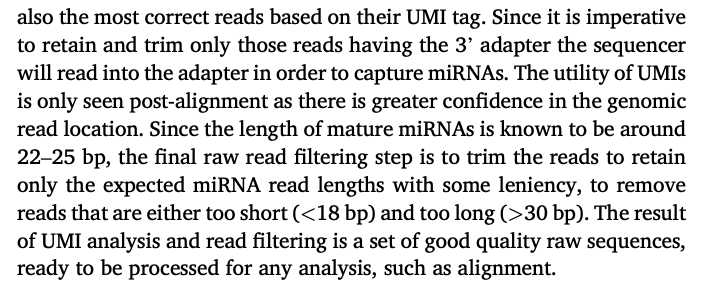 also the most correct reads based on their UMI tag. Since it is imperative
to retain and trim only those reads having the 3’ adapter the sequencer
will read into the adapter in order to capture miRNAs. The utility of UMIs
is only seen post-alignment as there is greater confidence in the genomic
read location. Since the length of mature miRNAs is known to be around
22–25 bp, the final raw read filtering step is to trim the reads to retain
only the expected miRNA read lengths with some leniency, to remove
reads that are either too short (<18 bp) and too long (>30 bp). The result
of UMI analysis and read filtering is a set of good quality raw sequences,
ready to be processed for any analysis, such as alignment.